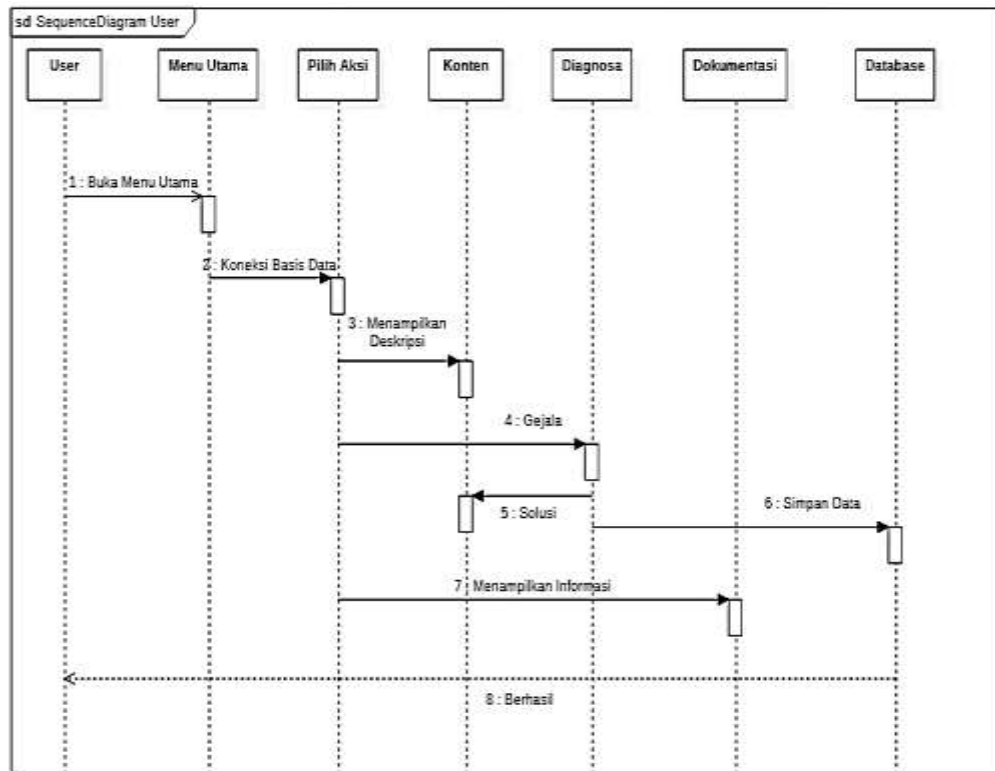 sd SequenceDiagram User
User
Menu Utama
Pilih Aksi
Konten
Diagnosa
Dokumentasi
Database
1 : Buka Menu Utama
2 : Koneksi Basis Data
3 : Menampilkan
Deskripsi
4 : Gejala
5 : Solusi
6 : Simpan Data
7 : Menampilkan Informasi
8 : Berhasil